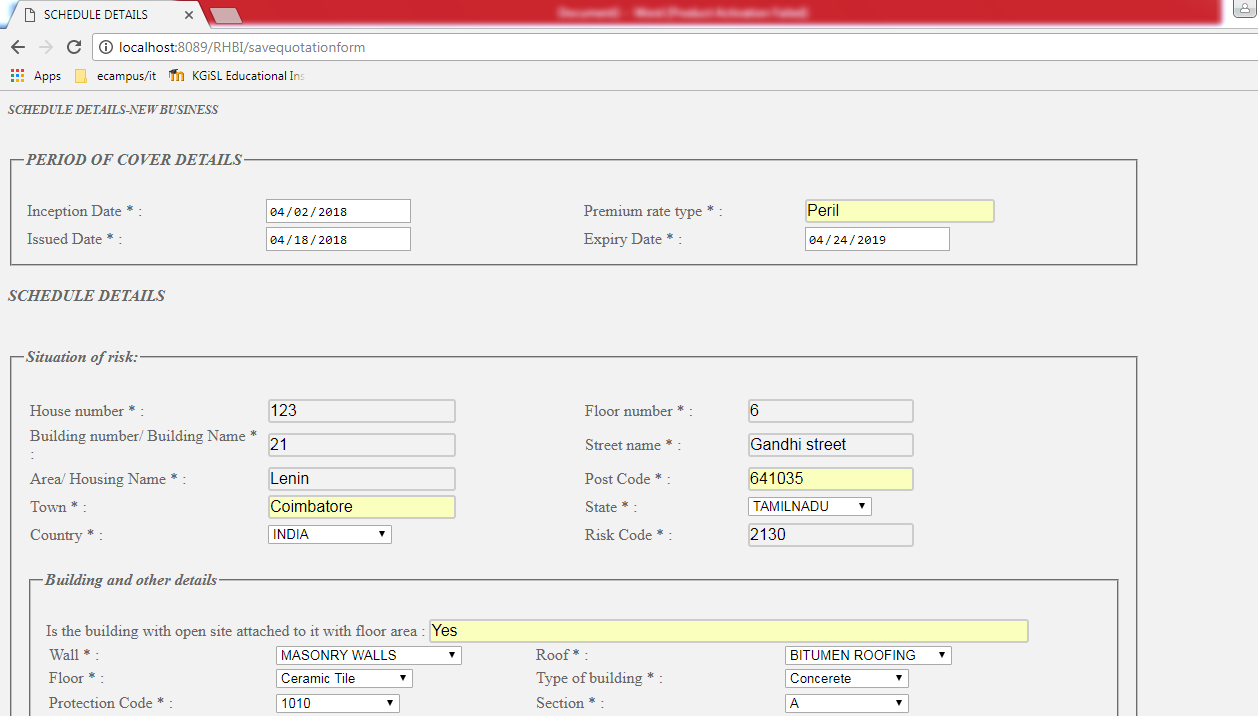 SCHEDULE DETAILS
Document1 - Word (Product Activation Failed)
localhost:8089/RHBI/savequotationform
Apps ecampus/it KGiSL Educational Ins
SCHEDULE DETAILS-NEW BUSINESS
PERIOD OF COVER DETAILS
Inception Date * : 04/02/2018 Premium rate type * : Peril
Issued Date * : 04/18/2018 Expiry Date * : 04/24/2019
SCHEDULE DETAILS
Situation of risk:
House number * : 123 Floor number * : 6
Building number/ Building Name * : 21 Street name * : Gandhi street
Area/ Housing Name * : Lenin Post Code * : 641035
Town * : Coimbatore State * : TAMILNADU
Country * : INDIA Risk Code * : 2130
Building and other details
Is the building with open site attached to it with floor area : Yes
Wall * : MASONRY WALLS Roof * : BITUMEN ROOFING
Floor * : Ceramic Tile Type of building * : Concerete
Protection Code * : 1010 Section * : A